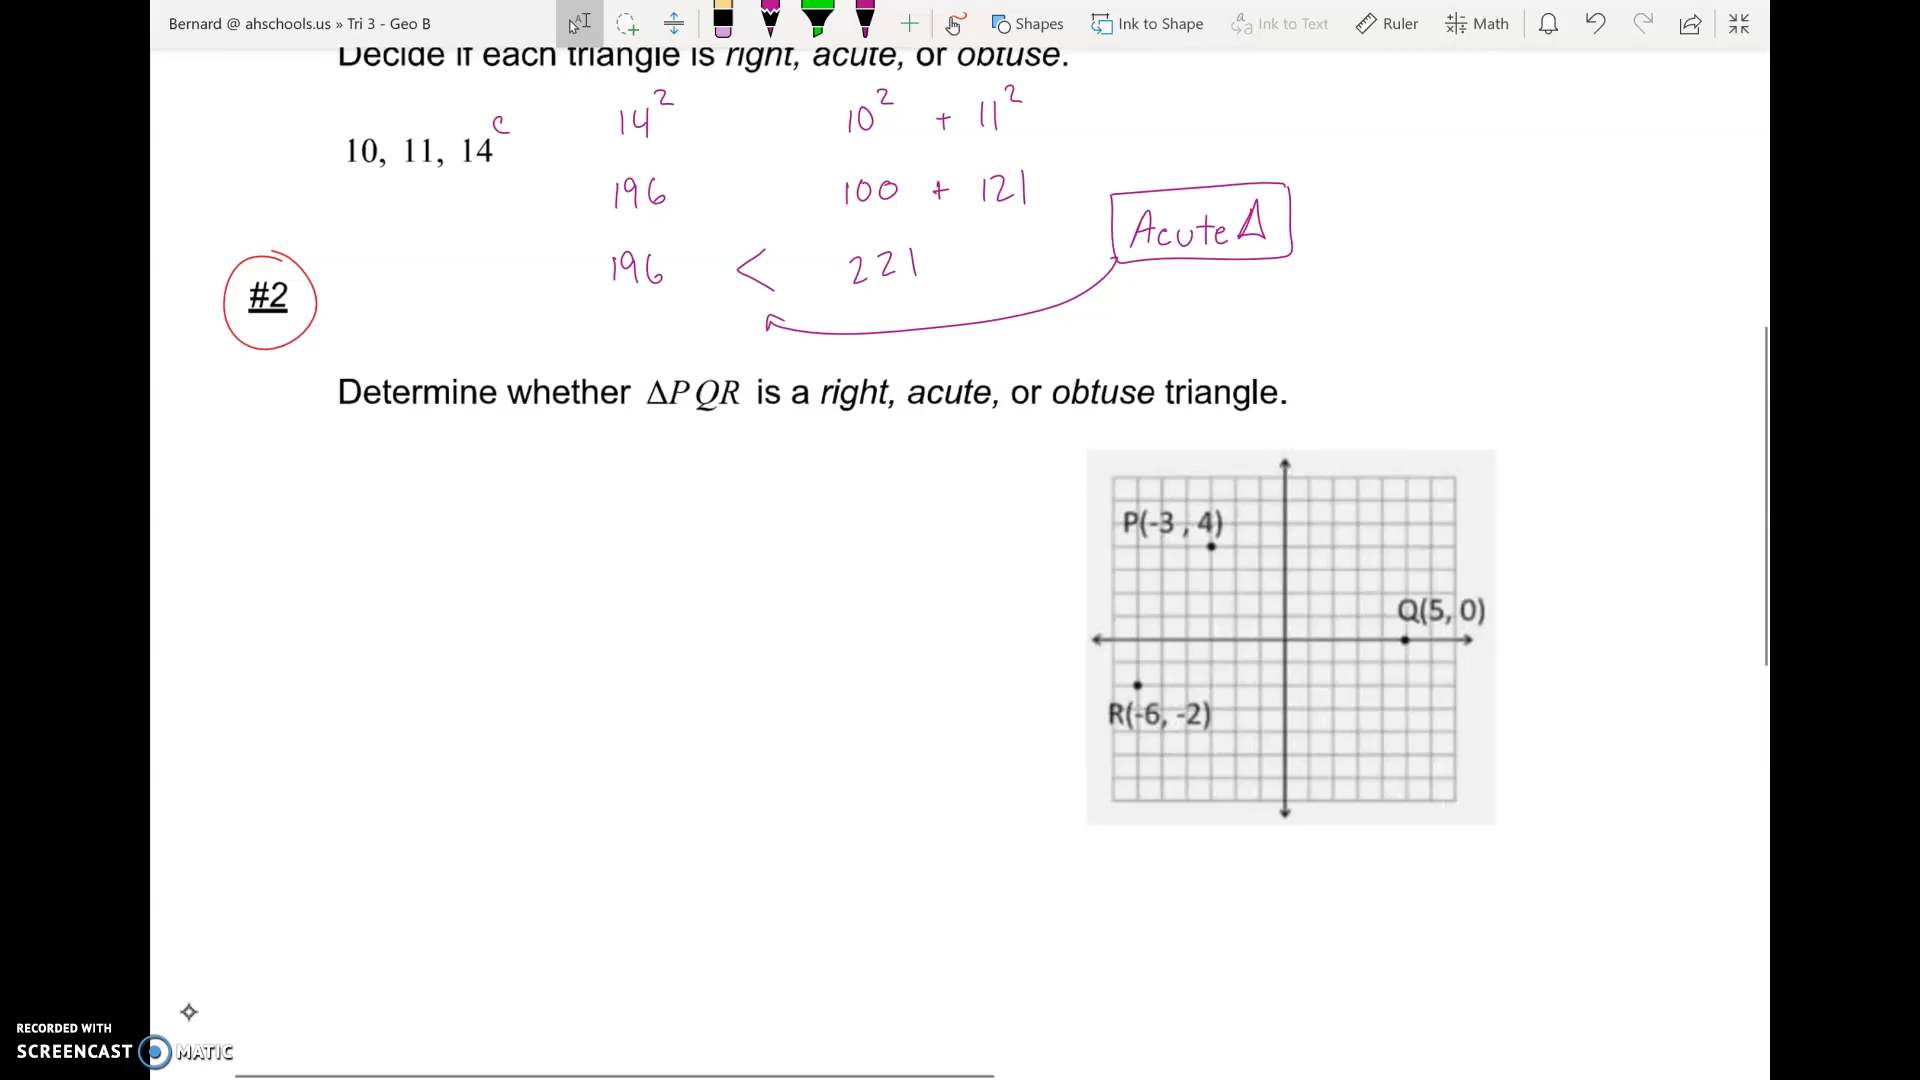 Bernard @ ahschools.us » Tri 3 - Geo B
Shapes
Ink to Shape
Ink to Text
Ruler
Math
Decide if each triangle is right, acute, or obtuse.
10, 11, 14 c
14² 10² + 11²
196 100 + 121
196 < 221
Acute Δ
#2
Determine whether ΔPQR is a right, acute, or obtuse triangle.
P(-3 , 4)
Q(5, 0)
R(-6, -2)
RECORDED WITH
SCREENCAST MATIC